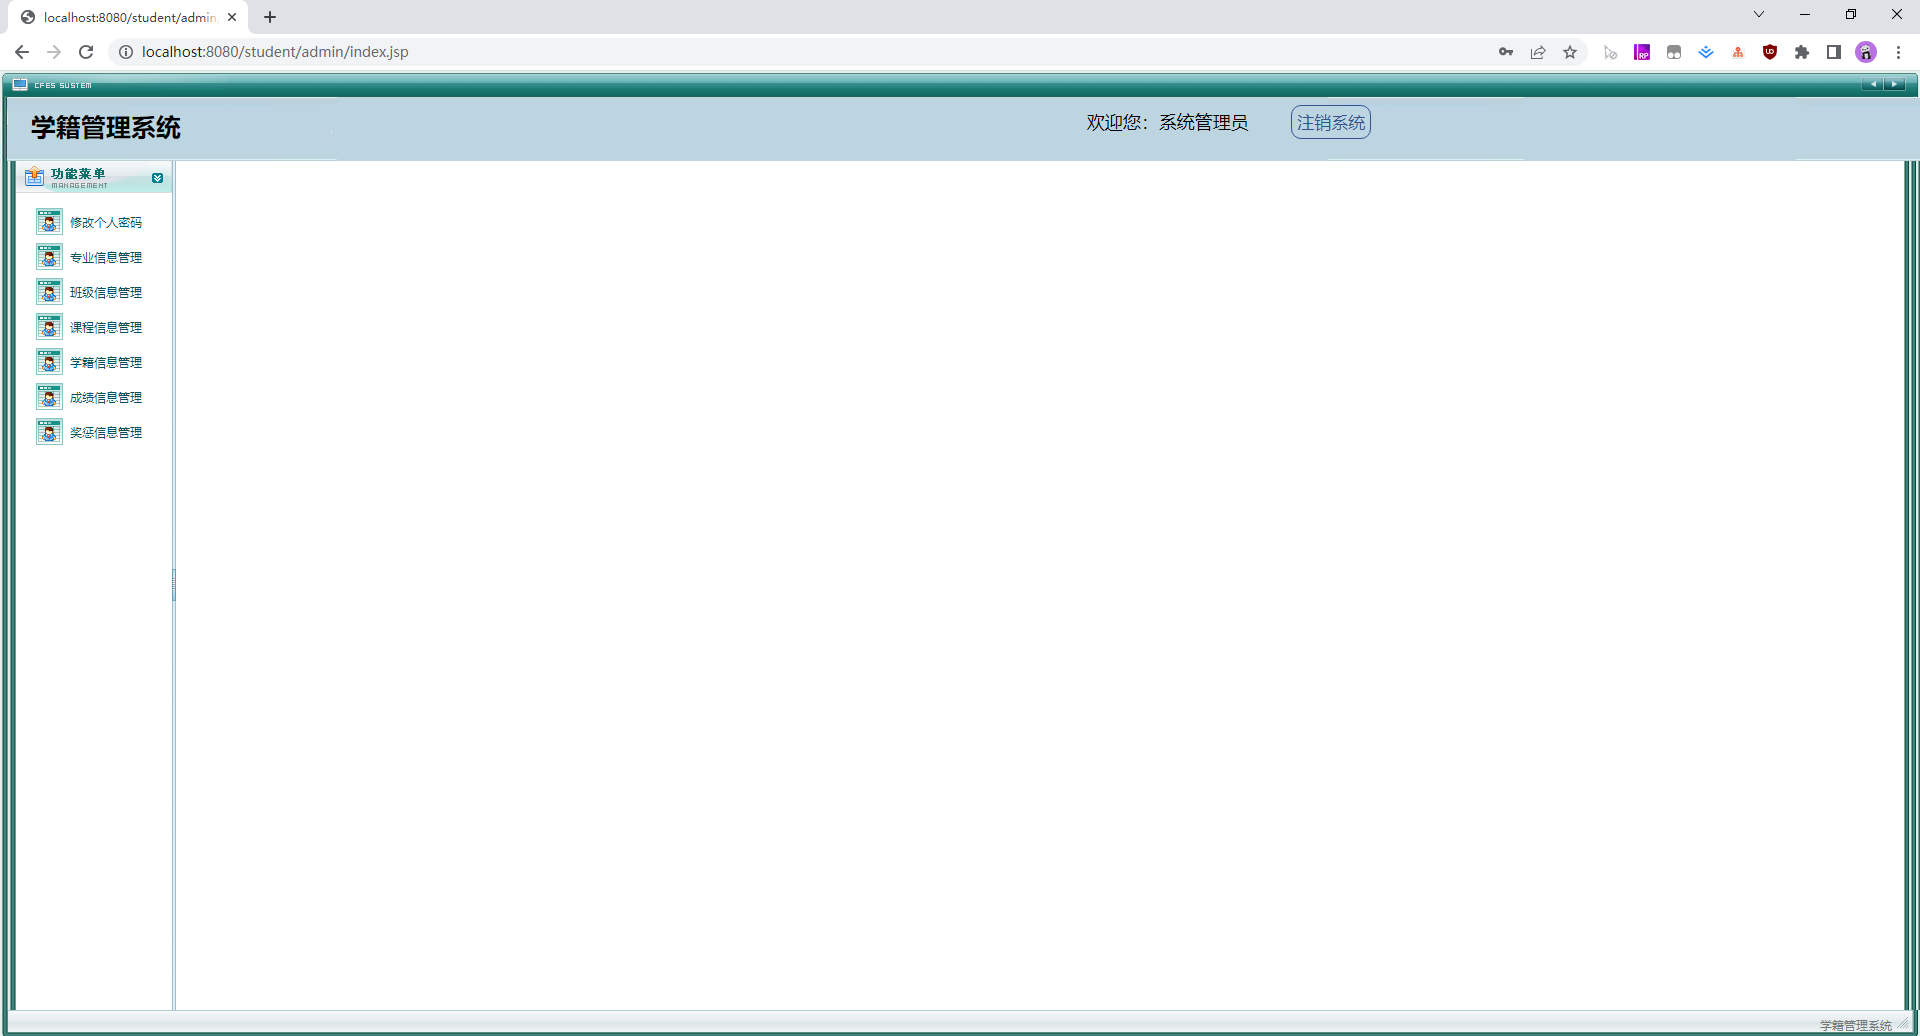 localhost:8080/student/admin
localhost:8080/student/admin/index.jsp
CFES SUSTEM
学籍管理系统
欢迎您：系统管理员
注销系统
功能菜单
MANAGEMENT
修改个人密码
专业信息管理
班级信息管理
课程信息管理
学籍信息管理
成绩信息管理
奖惩信息管理
学籍管理系统